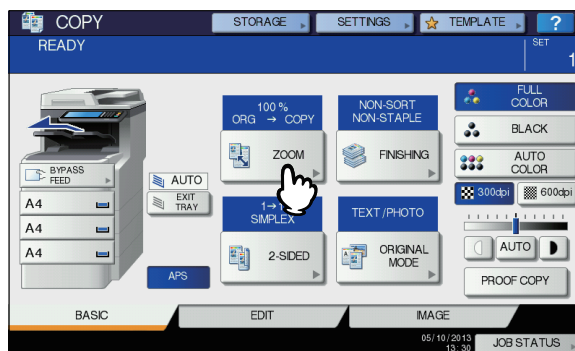 COPY
STORAGE
SETTINGS
TEMPLATE
?
READY
SET
1
100 %
ORG → COPY
NON-SORT
NON-STAPLE
FULL
COLOR
ZOOM
FINISHING
BLACK
BYPASS
FEED
AUTO
EXIT
TRAY
AUTO
COLOR
A4
A4
A4
300dpi
600dpi
1→1
SIMPLEX
TEXT/PHOTO
2-SIDED
ORIGINAL
MODE
AUTO
APS
PROOF COPY
BASIC
EDIT
IMAGE
05/10/2013
13:30
JOB STATUS